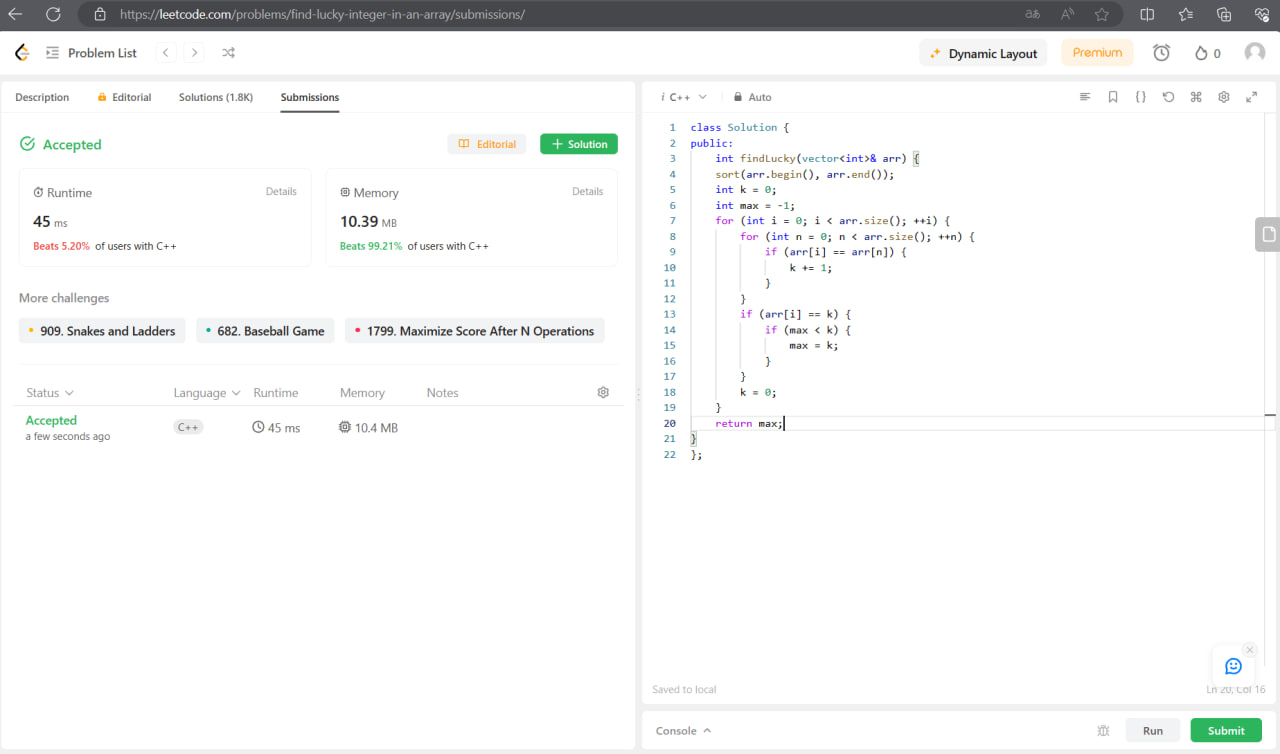 https://leetcode.com/problems/find-lucky-integer-in-an-array/submissions/
aあ
Problem List
Dynamic Layout
Premium
0
Description
Editorial
Solutions (1.8K)
Submissions
Accepted
Editorial
+ Solution
Runtime
Details
45 ms
Beats 5.20% of users with C++
Memory
Details
10.39 MB
Beats 99.21% of users with C++
More challenges
909. Snakes and Ladders
682. Baseball Game
1799. Maximize Score After N Operations
Status
Language
Runtime
Memory
Notes
Accepted
a few seconds ago
C++
45 ms
10.4 MB
i C++
Auto
1 class Solution {
2 public:
3 int findLucky(vector<int>& arr) {
4 sort(arr.begin(), arr.end());
5 int k = 0;
6 int max = -1;
7 for (int i = 0; i < arr.size(); ++i) {
8 for (int n = 0; n < arr.size(); ++n) {
9 if (arr[i] == arr[n]) {
10 k += 1;
11 }
12 }
13 if (arr[i] == k) {
14 if (max < k) {
15 max = k;
16 }
17 }
18 k = 0;
19 }
20 return max;
21 }
22 };
Saved to local
Ln 20, Col 16
Console
Run
Submit